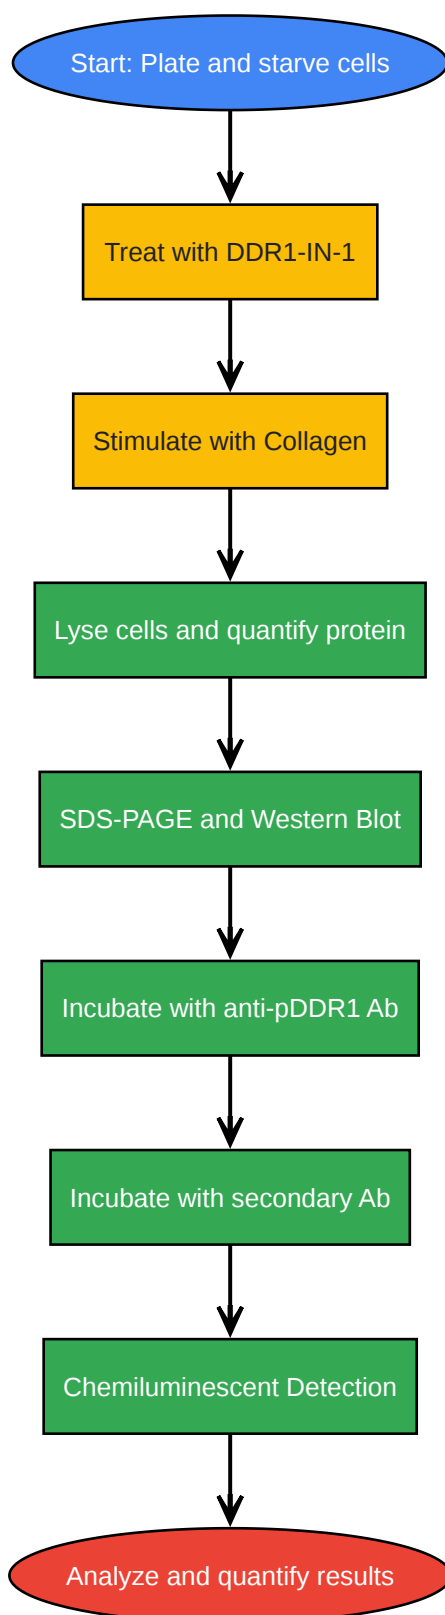 Start: Plate and starve cells
Treat with DDR1-IN-1
Stimulate with Collagen
Lyse cells and quantify protein
SDS-PAGE and Western Blot
Incubate with anti-pDDR1 Ab
Incubate with secondary Ab
Chemiluminescent Detection
Analyze and quantify results